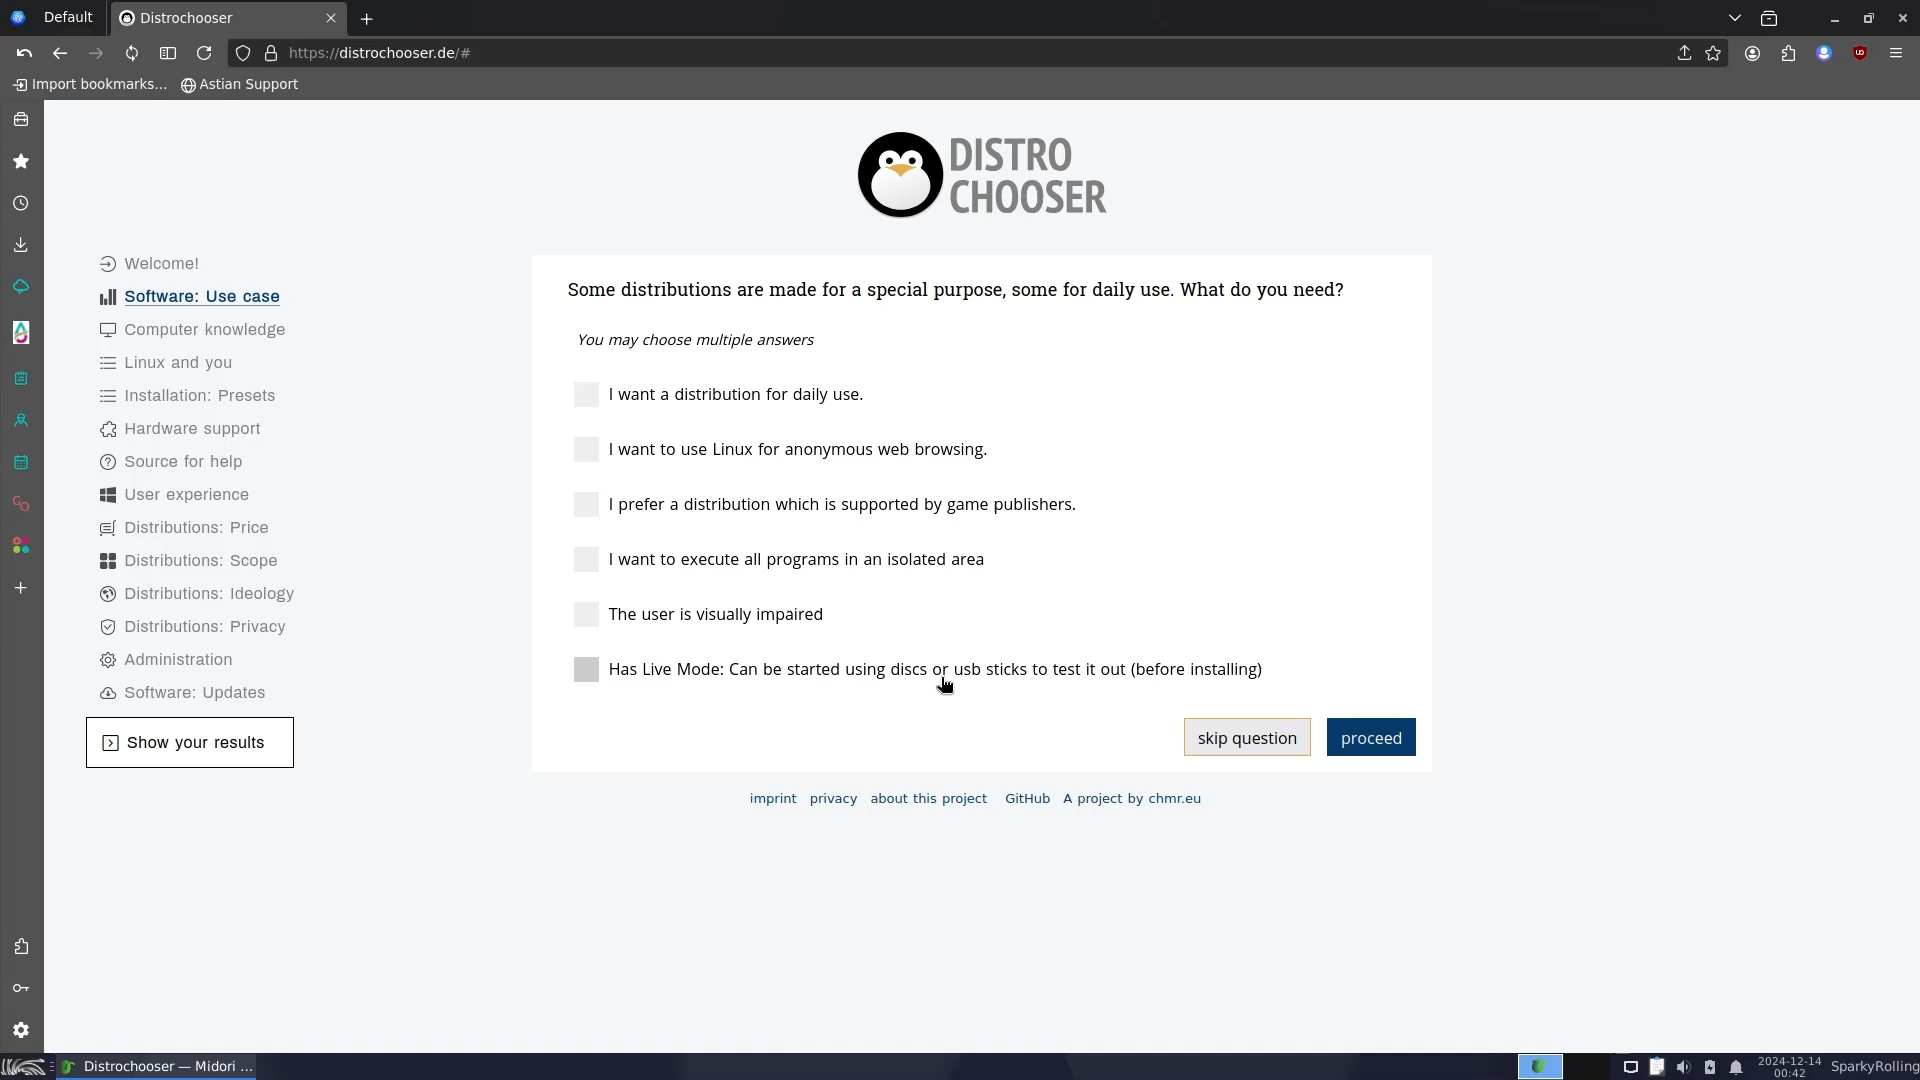 Default
Distrochooser
https://distrochooser.de/#
Import bookmarks...
Astian Support
DISTRO
CHOOSER
Welcome!
Software: Use case
Computer knowledge
Linux and you
Installation: Presets
Hardware support
Source for help
User experience
Distributions: Price
Distributions: Scope
Distributions: Ideology
Distributions: Privacy
Administration
Software: Updates
Show your results
Some distributions are made for a special purpose, some for daily use. What do you need?
You may choose multiple answers
I want a distribution for daily use.
I want to use Linux for anonymous web browsing.
I prefer a distribution which is supported by game publishers.
I want to execute all programs in an isolated area
The user is visually impaired
Has Live Mode: Can be started using discs or usb sticks to test it out (before installing)
skip question
proceed
imprint privacy about this project GitHub A project by chmr.eu
Distrochooser — Midori ...
2024-12-14
00:42
SparkyRolling